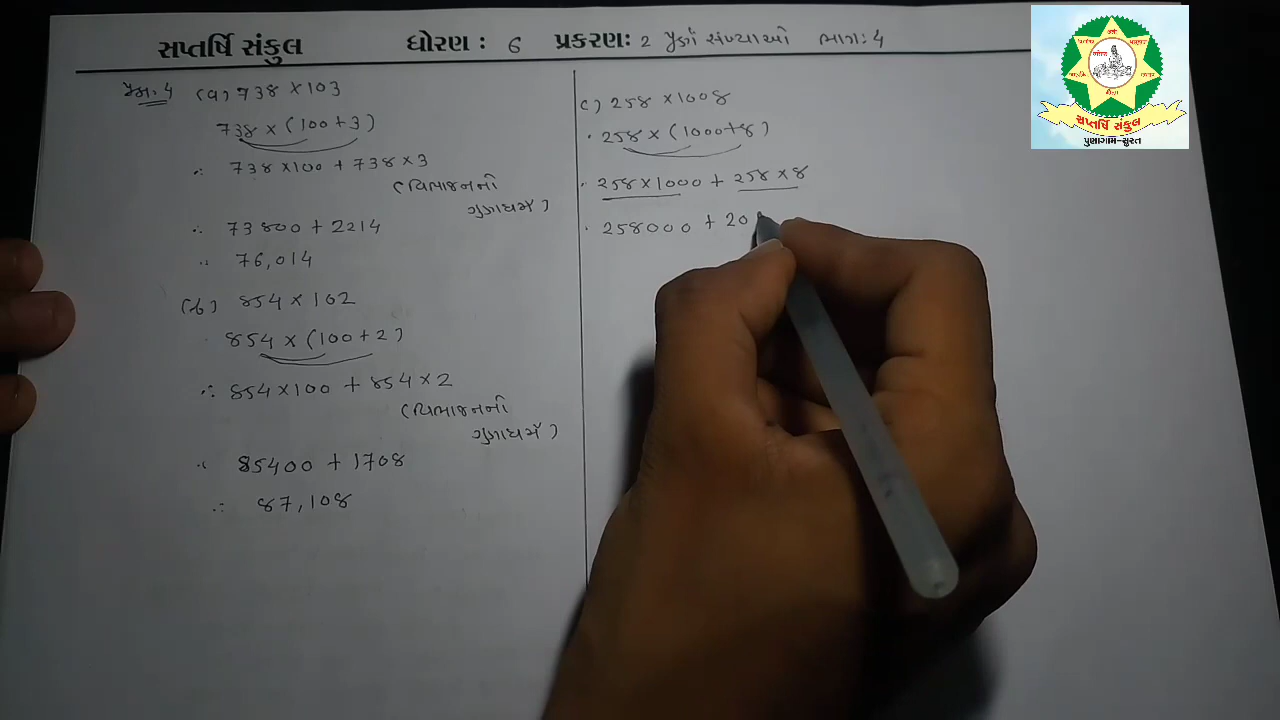 સપ્તર્ષિ સંકુલ ધોરણ : 6 પ્રકરણઃ 2 પૂર્ણ સંખ્યાઓ ભાગઃ 4
પ્રશ્ન. 4 (a) 738 × 103
738 × (100 + 3)
∴ 738 × 100 + 738 × 3
(વિભાજનનો
ગુણધર્મ)
∴ 73800 + 2214
∴ 76,014
(b) 854 × 102
854 × (100 + 2)
∴ 854 × 100 + 854 × 2
(વિભાજનનો
ગુણધર્મ)
∴ 85400 + 1708
∴ 87,108
c) 258 × 1008
258 × (1000 + 8)
258 × 1000 + 258 × 8
258000 + 20
સપ્તર્ષિ સંકુલ
પુણાગામ-સુરત